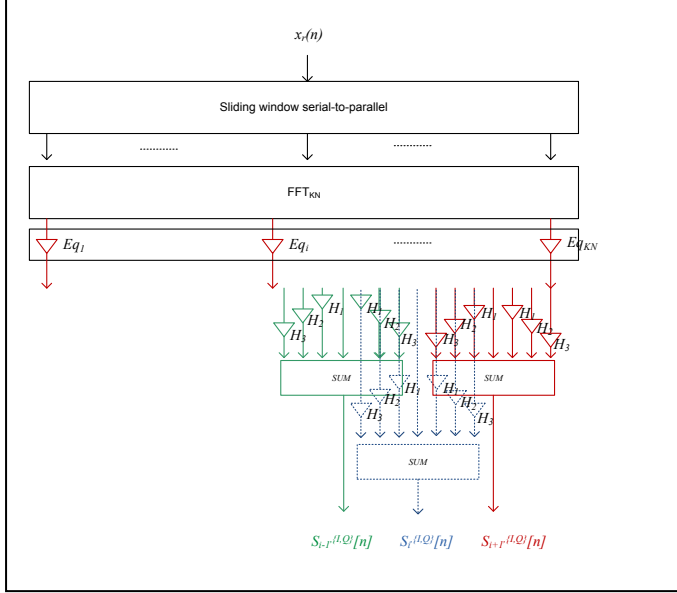 x_r(n)
Sliding window serial-to-parallel
............ ............
FFT_KN
Eq_1 Eq_i ............ Eq_KN
H_1 H_1 H_1 H_1
H_2 H_2 H_2 H_2
H_3 H_3 H_3 H_3
SUM SUM
H_1 H_1
H_2 H_2
H_3 H_3
SUM
S_{i-1'}^{{I,Q}}[n] S_{i'}^{{I,Q}}[n] S_{i+1'}^{{I,Q}}[n]